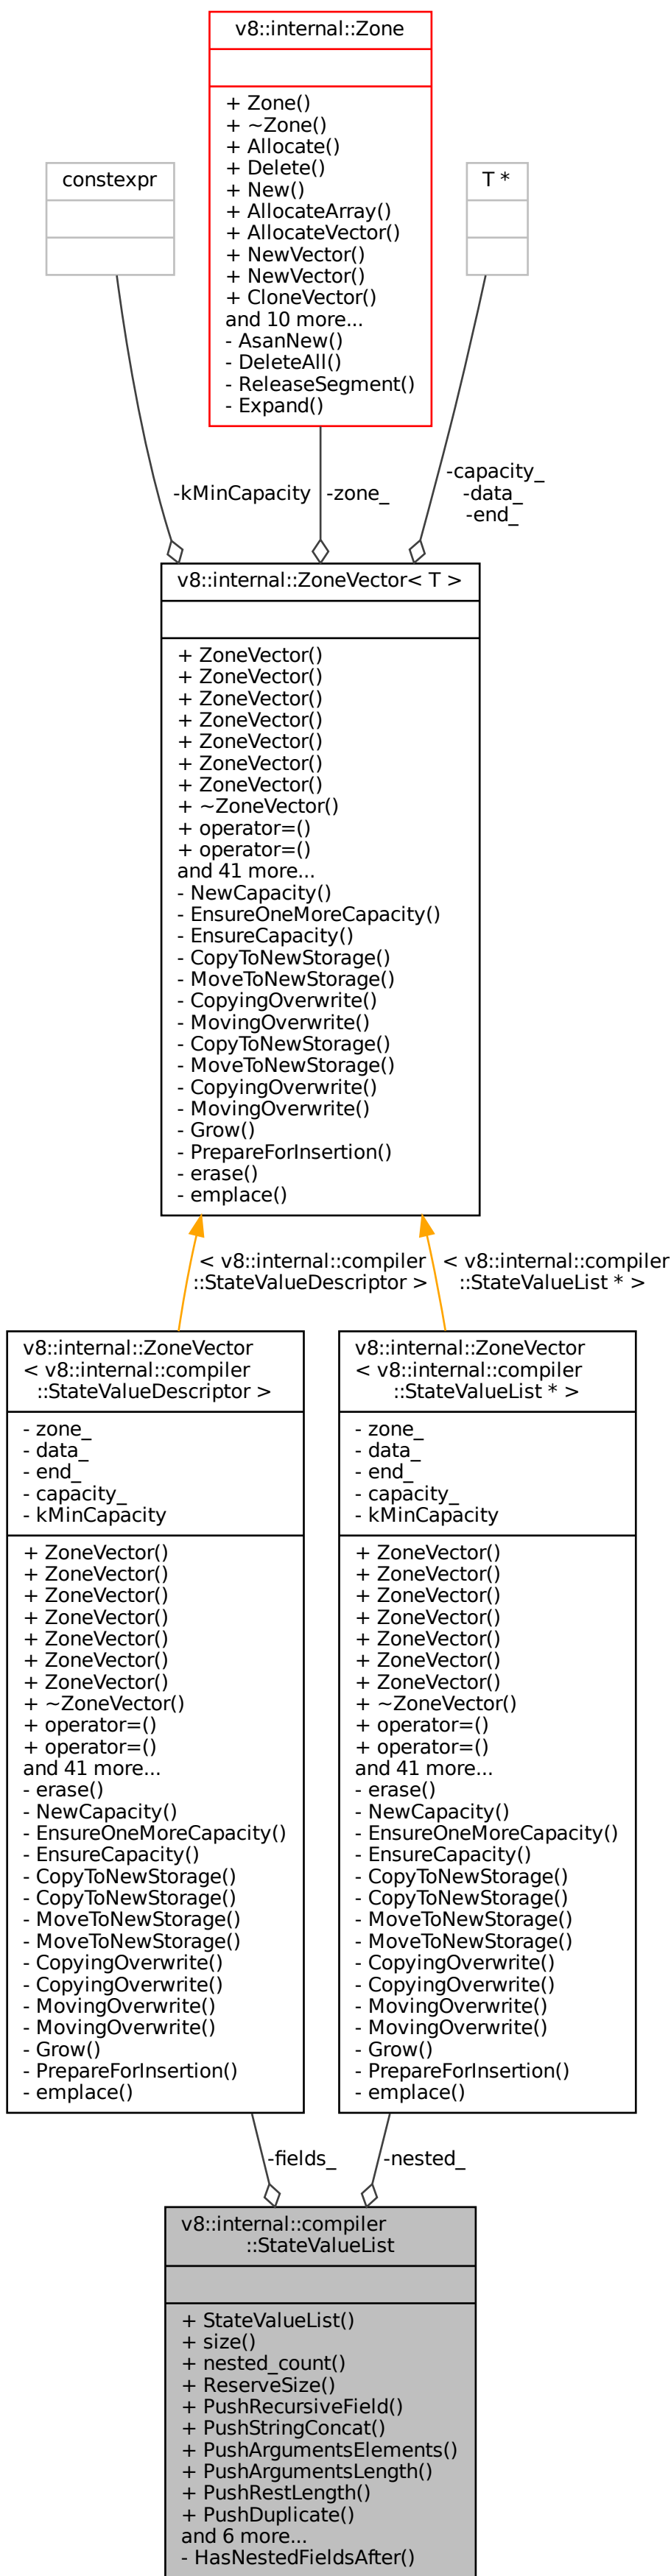 v8::internal::Zone
+ Zone()
+ ~Zone()
+ Allocate()
+ Delete()
+ New()
+ AllocateArray()
+ AllocateVector()
+ NewVector()
+ NewVector()
+ CloneVector()
and 10 more...
- AsanNew()
- DeleteAll()
- ReleaseSegment()
- Expand()
constexpr
T *
-kMinCapacity
-zone_
-capacity_
-data_
-end_
v8::internal::ZoneVector< T >
+ ZoneVector()
+ ZoneVector()
+ ZoneVector()
+ ZoneVector()
+ ZoneVector()
+ ZoneVector()
+ ZoneVector()
+ ~ZoneVector()
+ operator=()
+ operator=()
and 41 more...
- NewCapacity()
- EnsureOneMoreCapacity()
- EnsureCapacity()
- CopyToNewStorage()
- MoveToNewStorage()
- CopyingOverwrite()
- MovingOverwrite()
- CopyToNewStorage()
- MoveToNewStorage()
- CopyingOverwrite()
- MovingOverwrite()
- Grow()
- PrepareForInsertion()
- erase()
- emplace()
< v8::internal::compiler
::StateValueDescriptor >
< v8::internal::compiler
::StateValueList * >
v8::internal::ZoneVector
< v8::internal::compiler
::StateValueDescriptor >
- zone_
- data_
- end_
- capacity_
- kMinCapacity
+ ZoneVector()
+ ZoneVector()
+ ZoneVector()
+ ZoneVector()
+ ZoneVector()
+ ZoneVector()
+ ZoneVector()
+ ~ZoneVector()
+ operator=()
+ operator=()
and 41 more...
- erase()
- NewCapacity()
- EnsureOneMoreCapacity()
- EnsureCapacity()
- CopyToNewStorage()
- CopyToNewStorage()
- MoveToNewStorage()
- MoveToNewStorage()
- CopyingOverwrite()
- CopyingOverwrite()
- MovingOverwrite()
- MovingOverwrite()
- Grow()
- PrepareForInsertion()
- emplace()
v8::internal::ZoneVector
< v8::internal::compiler
::StateValueList * >
- zone_
- data_
- end_
- capacity_
- kMinCapacity
+ ZoneVector()
+ ZoneVector()
+ ZoneVector()
+ ZoneVector()
+ ZoneVector()
+ ZoneVector()
+ ZoneVector()
+ ~ZoneVector()
+ operator=()
+ operator=()
and 41 more...
- erase()
- NewCapacity()
- EnsureOneMoreCapacity()
- EnsureCapacity()
- CopyToNewStorage()
- CopyToNewStorage()
- MoveToNewStorage()
- MoveToNewStorage()
- CopyingOverwrite()
- CopyingOverwrite()
- MovingOverwrite()
- MovingOverwrite()
- Grow()
- PrepareForInsertion()
- emplace()
-fields_
-nested_
v8::internal::compiler
::StateValueList
+ StateValueList()
+ size()
+ nested_count()
+ ReserveSize()
+ PushRecursiveField()
+ PushStringConcat()
+ PushArgumentsElements()
+ PushArgumentsLength()
+ PushRestLength()
+ PushDuplicate()
and 6 more...
- HasNestedFieldsAfter()